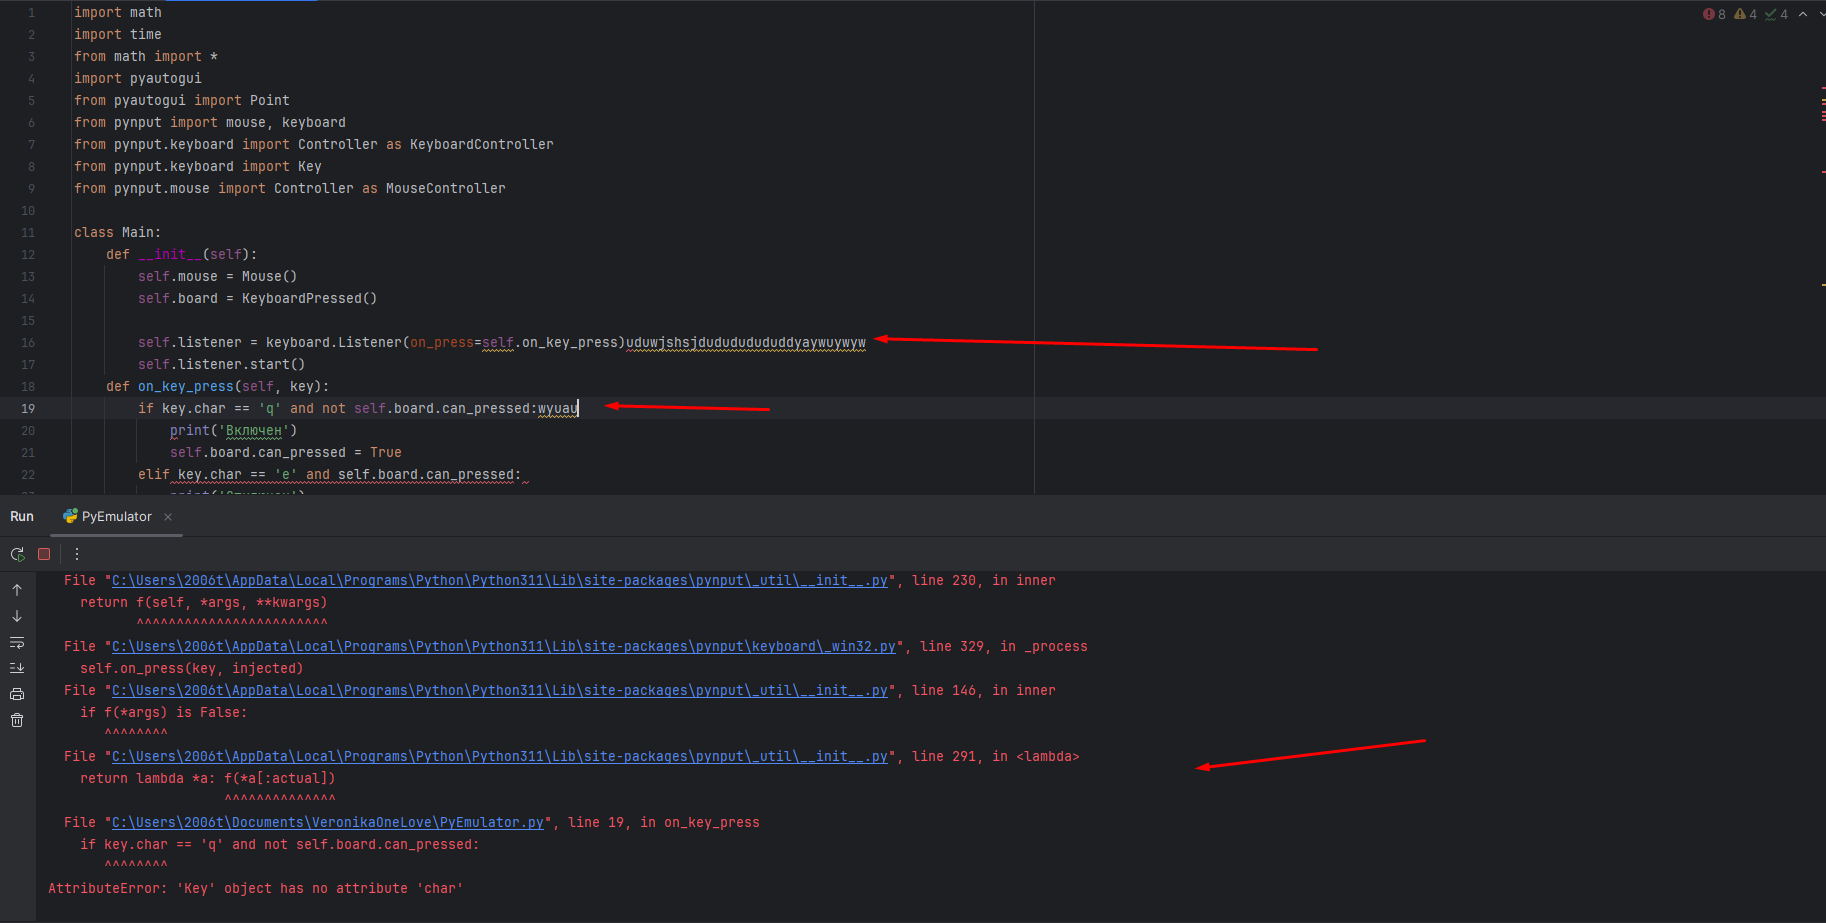 8 4 4
1 import math
2 import time
3 from math import *
4 import pyautogui
5 from pyautogui import Point
6 from pynput import mouse, keyboard
7 from pynput.keyboard import Controller as KeyboardController
8 from pynput.keyboard import Key
9 from pynput.mouse import Controller as MouseController
10
11 class Main:
12 def __init__(self):
13 self.mouse = Mouse()
14 self.board = KeyboardPressed()
15
16 self.listener = keyboard.Listener(on_press=self.on_key_press)uduwjshsjdudududududdyaywuywyw
17 self.listener.start()
18 def on_key_press(self, key):
19 if key.char == 'q' and not self.board.can_pressed:wyuau
20 print('Включен')
21 self.board.can_pressed = True
22 elif key.char == 'e' and self.board.can_pressed:
Run PyEmulator
File "C:\Users\2006t\AppData\Local\Programs\Python\Python311\Lib\site-packages\pynput\_util\__init__.py", line 230, in inner
return f(self, *args, **kwargs)
^^^^^^^^^^^^^^^^^^^^^^^^
File "C:\Users\2006t\AppData\Local\Programs\Python\Python311\Lib\site-packages\pynput\keyboard\_win32.py", line 329, in _process
self.on_press(key, injected)
File "C:\Users\2006t\AppData\Local\Programs\Python\Python311\Lib\site-packages\pynput\_util\__init__.py", line 146, in inner
if f(*args) is False:
^^^^^^^^
File "C:\Users\2006t\AppData\Local\Programs\Python\Python311\Lib\site-packages\pynput\_util\__init__.py", line 291, in <lambda>
return lambda *a: f(*a[:actual])
^^^^^^^^^^^^^^
File "C:\Users\2006t\Documents\VeronikaOneLove\PyEmulator.py", line 19, in on_key_press
if key.char == 'q' and not self.board.can_pressed:
^^^^^^^^
AttributeError: 'Key' object has no attribute 'char'